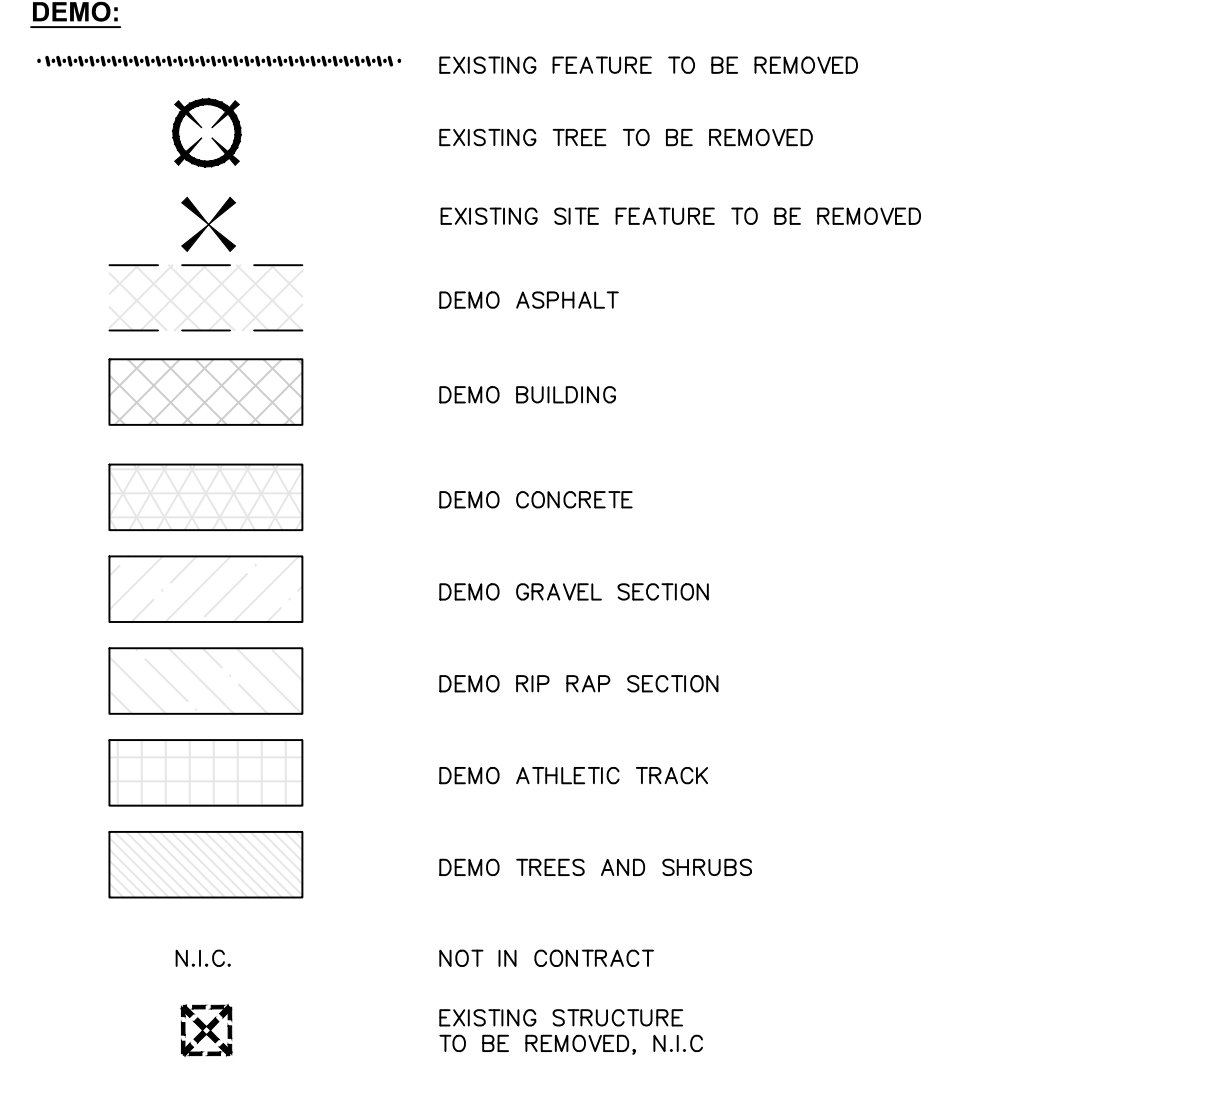 DEMO:
EXISTING FEATURE TO BE REMOVED
EXISTING TREE TO BE REMOVED
EXISTING SITE FEATURE TO BE REMOVED
DEMO ASPHALT
DEMO BUILDING
DEMO CONCRETE
DEMO GRAVEL SECTION
DEMO RIP RAP SECTION
DEMO ATHLETIC TRACK
DEMO TREES AND SHRUBS
N.I.C. NOT IN CONTRACT
EXISTING STRUCTURE
TO BE REMOVED, N.I.C